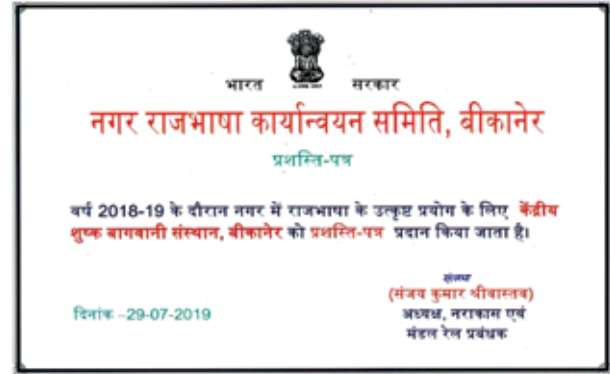 भारत सरकार
नगर राजभाषा कार्यान्वयन समिति, बीकानेर
प्रशस्ति-पत्र
वर्ष 2018-19 के दौरान नगर में राजभाषा के उत्कृष्ट प्रयोग के लिए केंद्रीय
शुष्क बागवानी संस्थान, बीकानेर को प्रशस्ति-पत्र प्रदान किया जाता है।
(संजय कुमार श्रीवास्तव)
दिनांक –29-07-2019
अध्यक्ष, नराकास एवं
मंडल रेल प्रबंधक